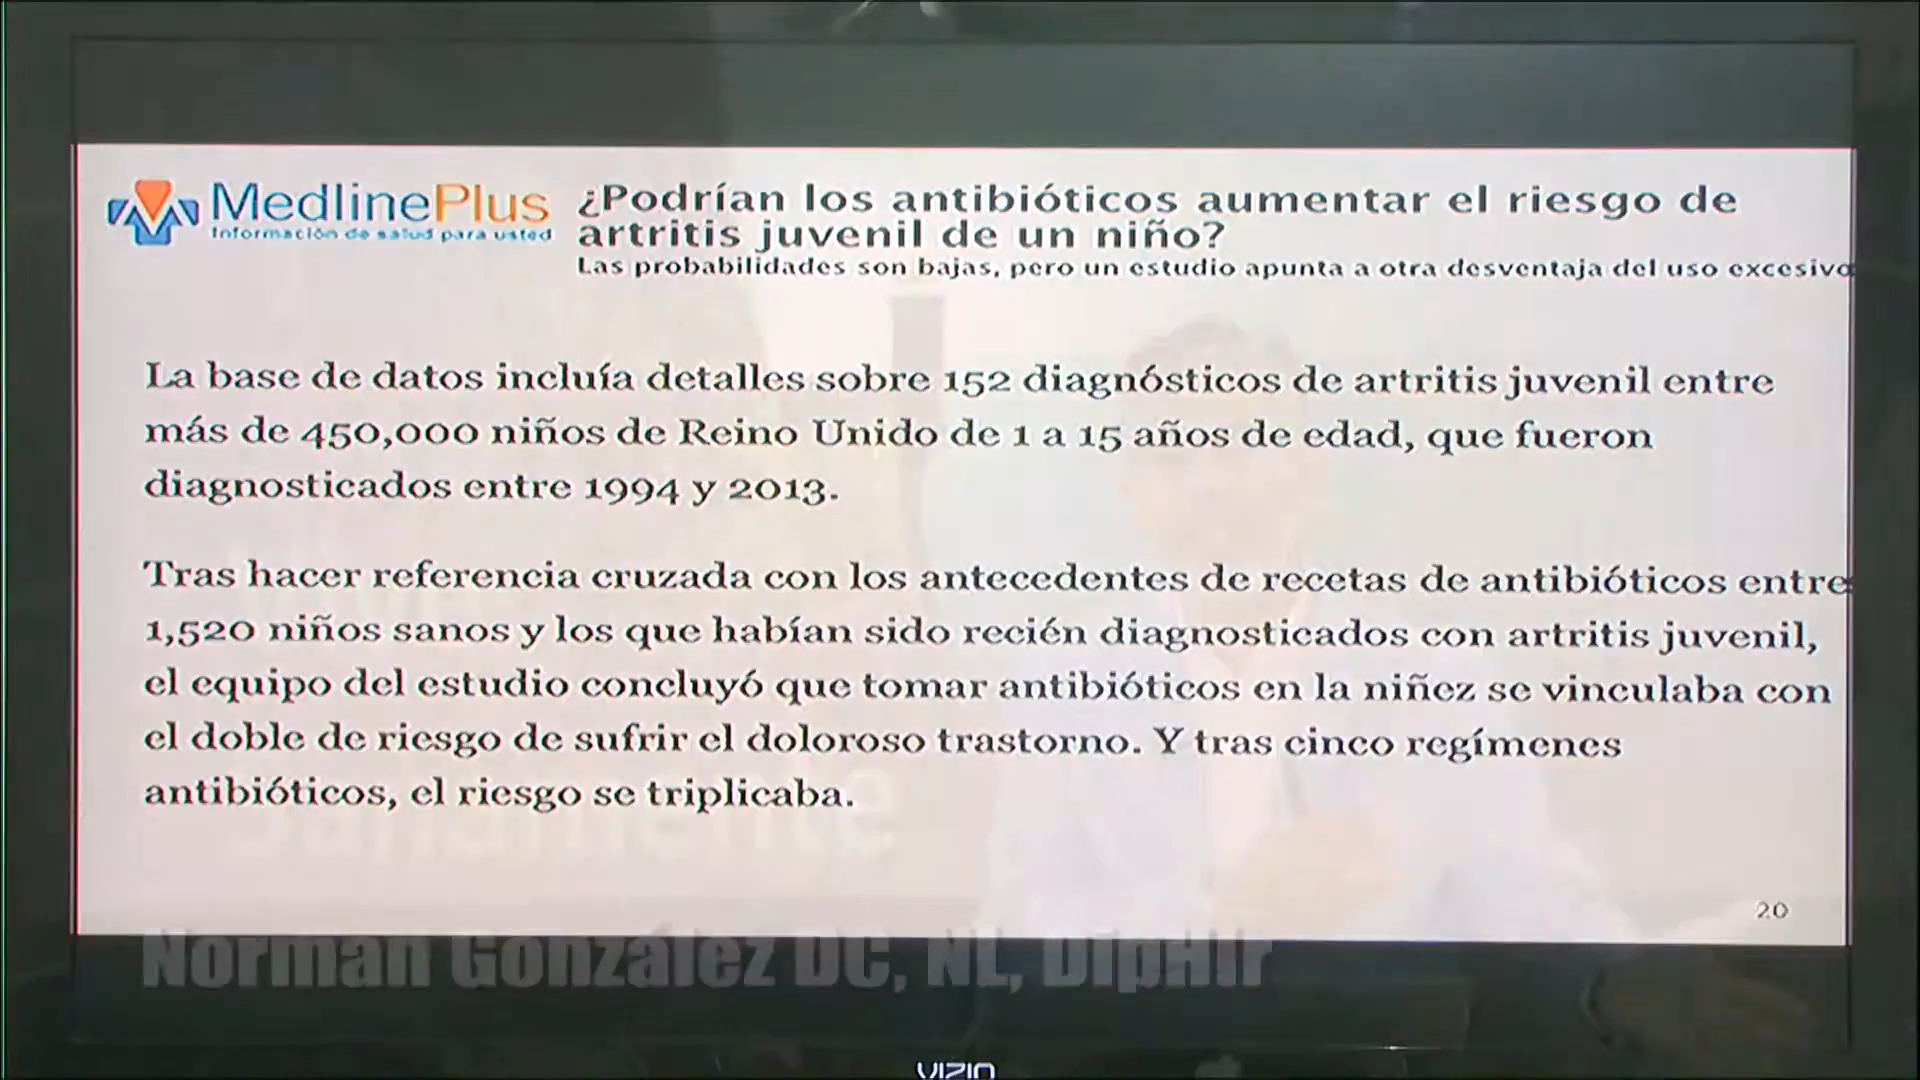 MedlinePlus
Información de salud para usted
¿Podrían los antibióticos aumentar el riesgo de
artritis juvenil de un niño?
Las probabilidades son bajas, pero un estudio apunta a otra desventaja del uso excesivo
La base de datos incluía detalles sobre 152 diagnósticos de artritis juvenil entre
más de 450,000 niños de Reino Unido de 1 a 15 años de edad, que fueron
diagnosticados entre 1994 y 2013.
Tras hacer referencia cruzada con los antecedentes de recetas de antibióticos entre
1,520 niños sanos y los que habían sido recién diagnosticados con artritis juvenil,
el equipo del estudio concluyó que tomar antibióticos en la niñez se vinculaba con
el doble de riesgo de sufrir el doloroso trastorno. Y tras cinco regímenes
antibióticos, el riesgo se triplicaba.
sanamente
20
Norman González DC, NL, DipHIr
VIZIO